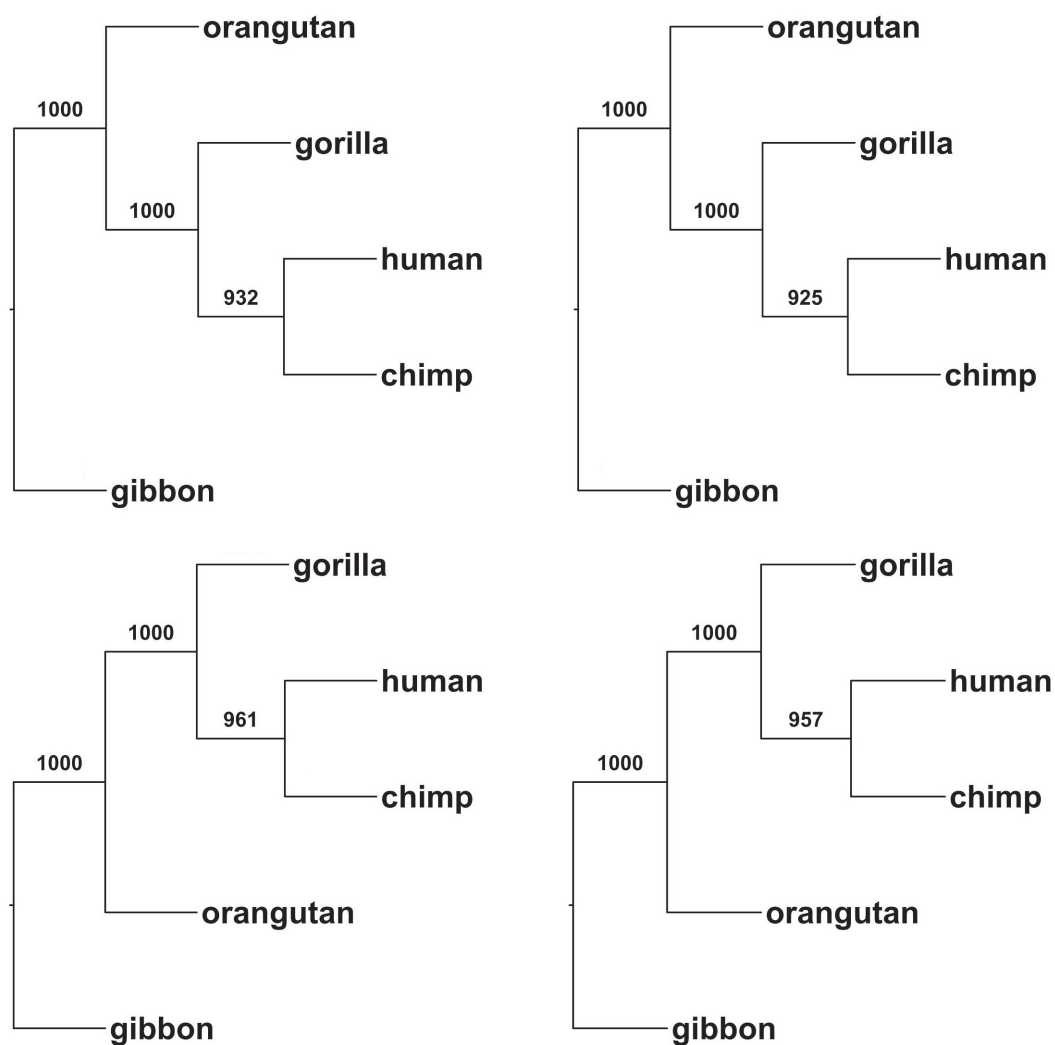 orangutan
1000
gorilla
1000
human
932
chimp
gibbon
orangutan
1000
gorilla
1000
human
925
chimp
gibbon
gorilla
1000
human
961
1000
chimp
orangutan
gibbon
gorilla
1000
human
957
1000
chimp
orangutan
gibbon